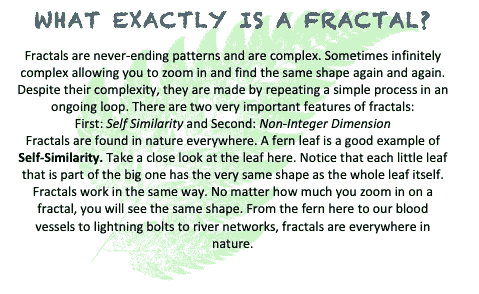 WHAT EXACTLY IS A FRACTAL?
Fractals are never-ending patterns and are complex. Sometimes infinitely
complex allowing you to zoom in and find the same shape again and again.
Despite their complexity, they are made by repeating a simple process in an
ongoing loop. There are two very important features of fractals:
First: Self Similarity and Second: Non-Integer Dimension
Fractals are found in nature everywhere. A fern leaf is a good example of
Self-Similarity. Take a close look at the leaf here. Notice that each little leaf
that is part of the big one has the very same shape as the whole leaf itself.
Fractals work in the same way. No matter how much you zoom in on a
fractal, you will see the same shape. From the fern here to our blood
vessels to lightning bolts to river networks, fractals are everywhere in
nature.